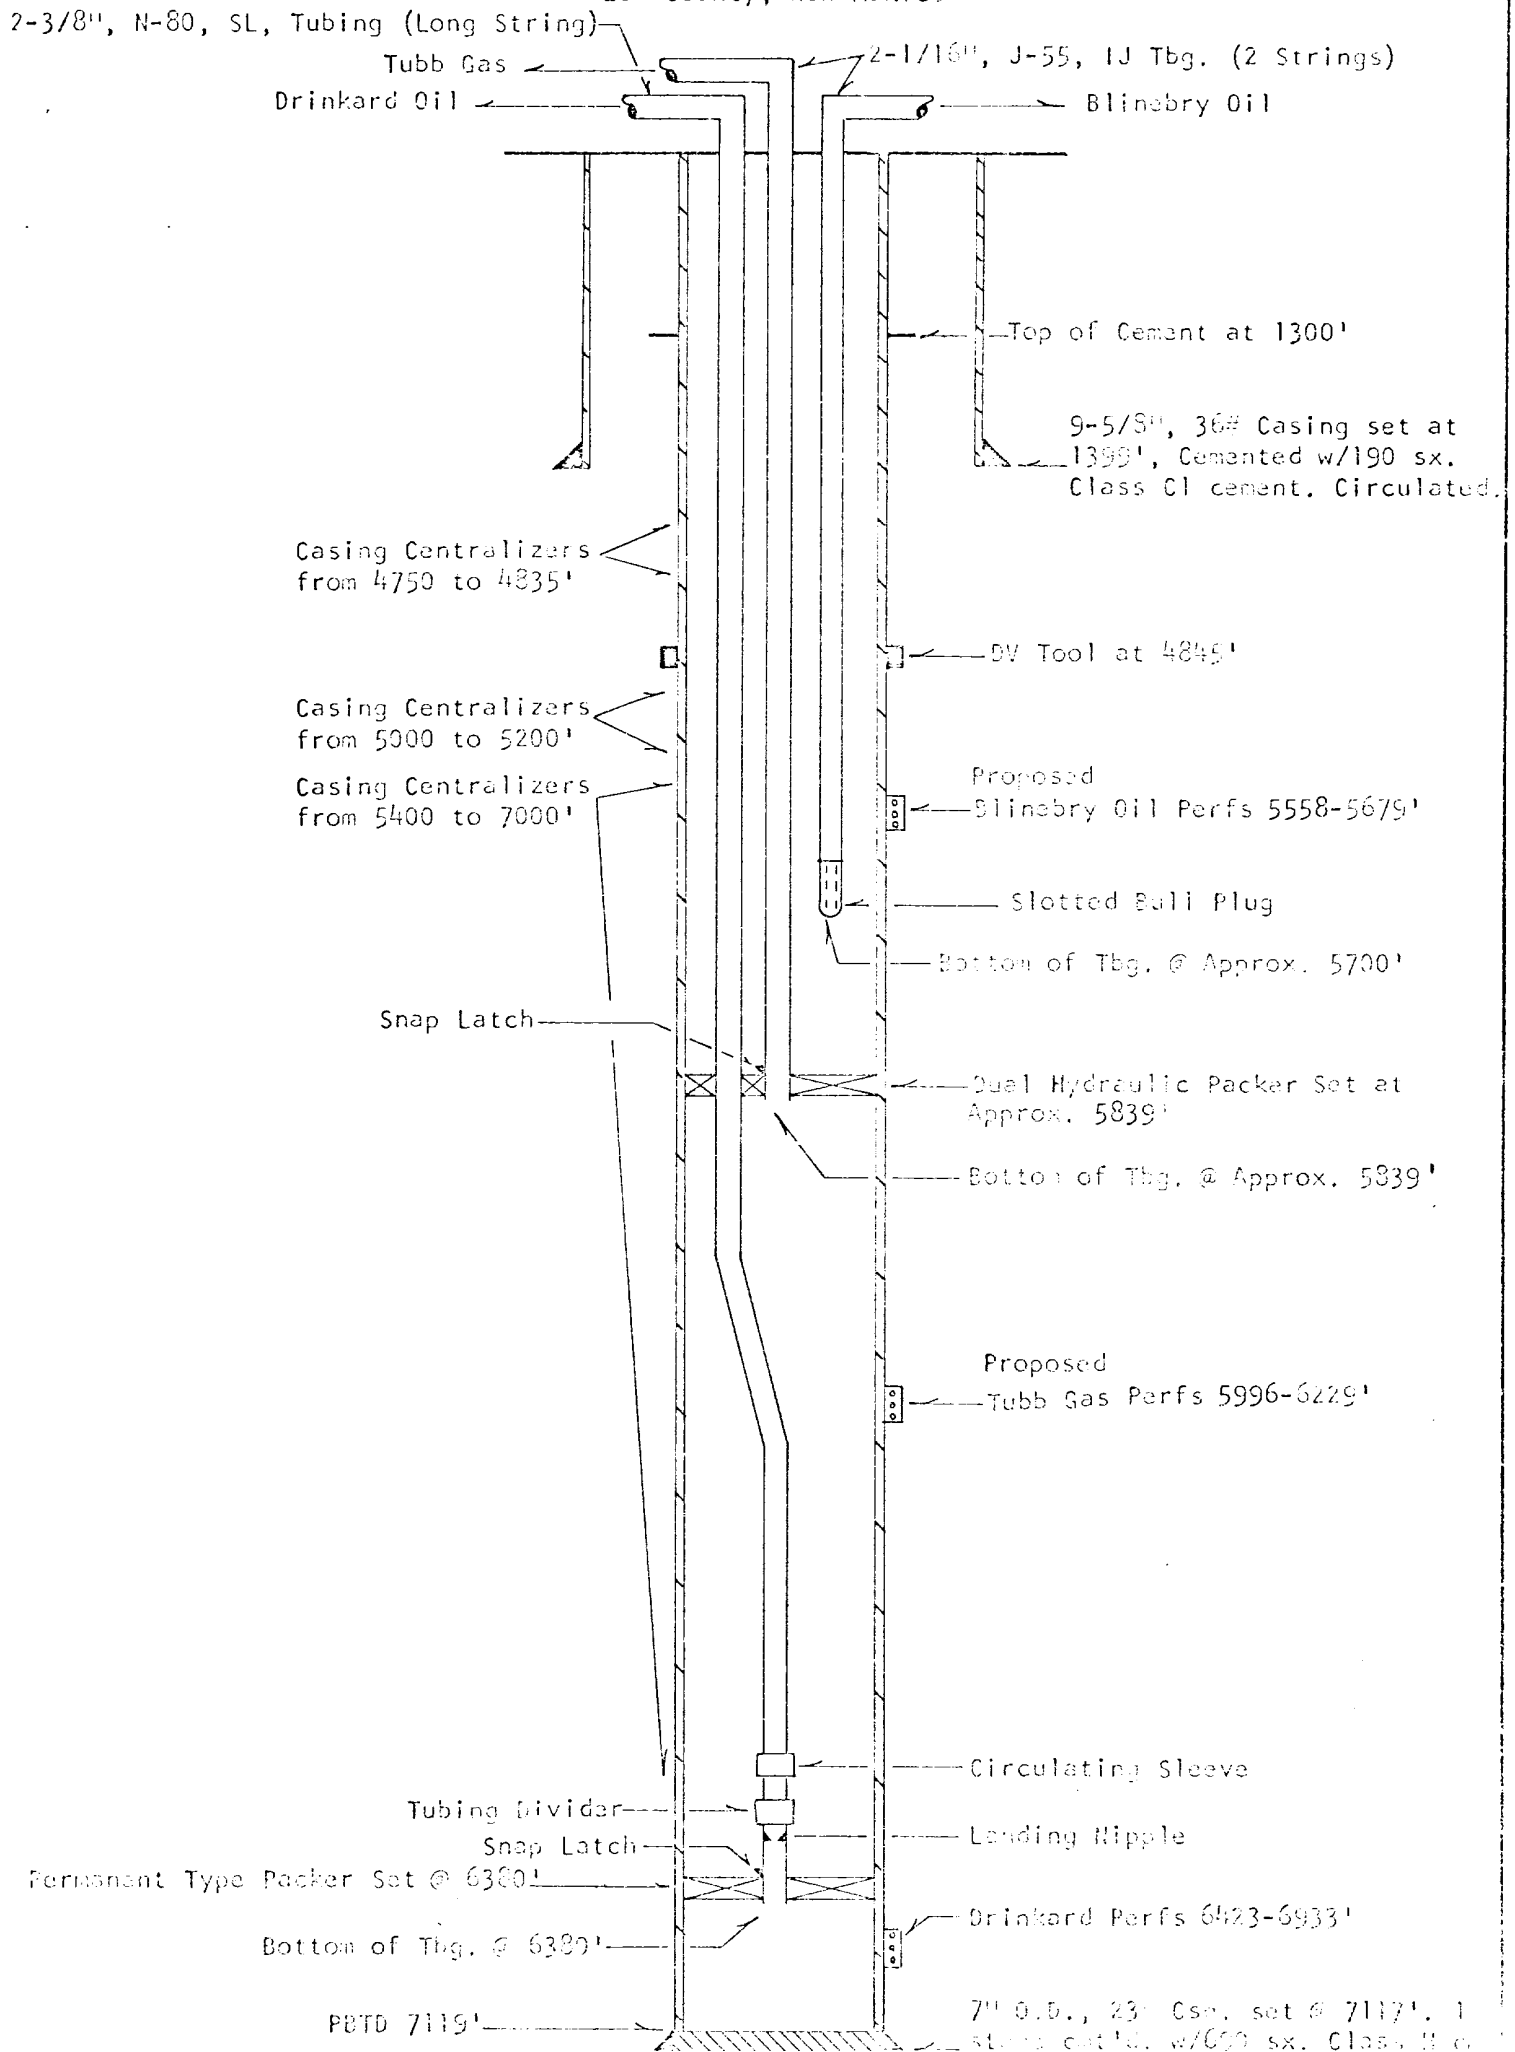 2-3/8", N-80, SL, Tubing (Long String)
Tubb Gas
2-1/16", J-55, IJ Tbg. (2 Strings)
Drinkard Oil
Blinebry Oil
Top of Cement at 1300'
9-5/8", 36# Casing set at
1399', Cemented w/190 sx.
Class Cl cement. Circulated.
Casing Centralizers
from 4750 to 4835'
DV Tool at 4845'
Casing Centralizers
from 5000 to 5200'
Casing Centralizers
from 5400 to 7000'
Proposed
Blinebry Oil Perfs 5558-5679'
Slotted Bull Plug
Bottom of Tbg. @ Approx. 5700'
Snap Latch
Dual Hydraulic Packer Set at
Approx. 5839'
Bottom of Tbg. @ Approx. 5839'
Proposed
Tubb Gas Perfs 5996-6229'
Circulating Sleeve
Tubing Divider
Landing Nipple
Snap Latch
Permanent Type Packer Set @ 6380'
Drinkard Perfs 6423-6933'
Bottom of Tbg. @ 6380'
PBTD 7119'
7" O.D., 23# Csg. set @ 7117'. 1
w/600 sx. Class H